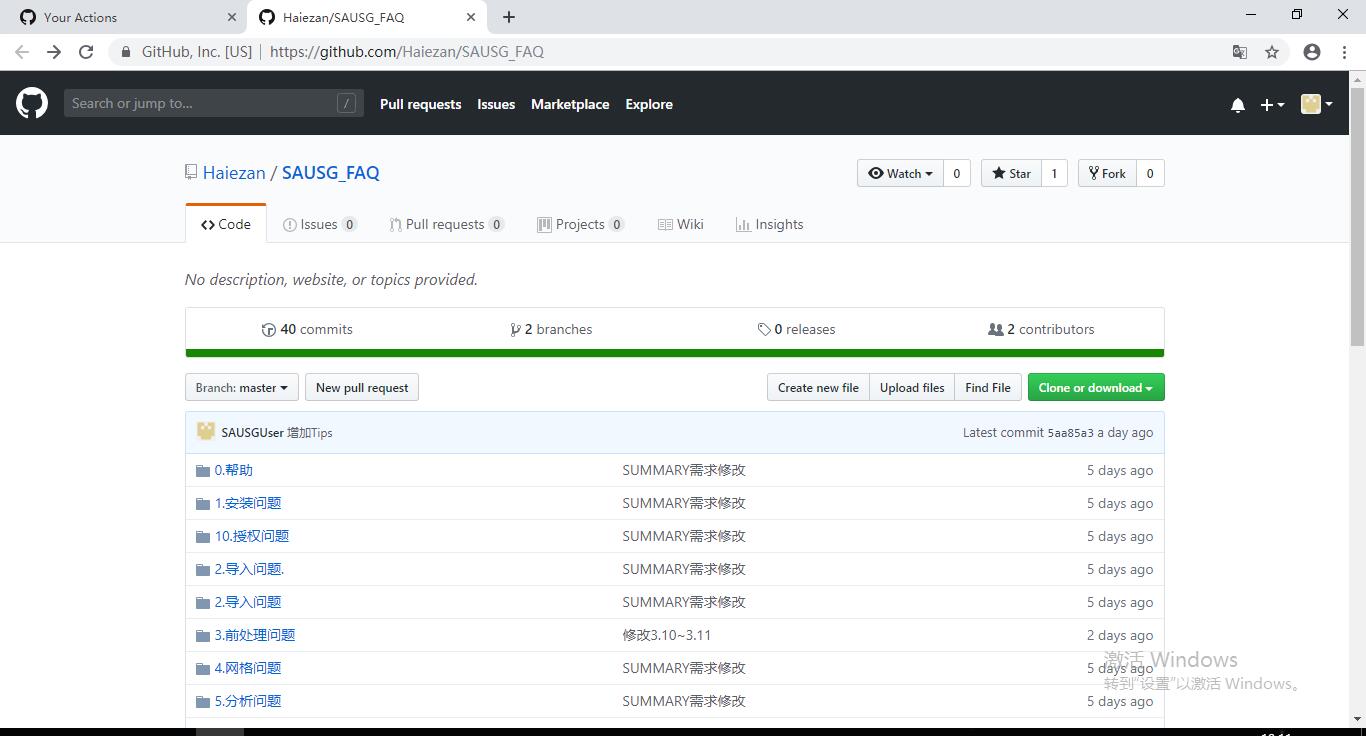 Your Actions
Haiezan/SAUSG_FAQ
GitHub, Inc. [US] | https://github.com/Haiezan/SAUSG_FAQ
Search or jump to... / Pull requests Issues Marketplace Explore
Haiezan / SAUSG_FAQ Watch 0 Star 1 Fork 0
Code Issues 0 Pull requests 0 Projects 0 Wiki Insights
No description, website, or topics provided.
40 commits 2 branches 0 releases 2 contributors
Branch: master New pull request Create new file Upload files Find File Clone or download
SAUSGUser 增加Tips Latest commit 5aa85a3 a day ago
0.帮助 SUMMARY需求修改 5 days ago
1.安装问题 SUMMARY需求修改 5 days ago
10.授权问题 SUMMARY需求修改 5 days ago
2.导入问题. SUMMARY需求修改 5 days ago
2.导入问题 SUMMARY需求修改 5 days ago
3.前处理问题 修改3.10~3.11 2 days ago
4.网格问题 SUMMARY需求修改 5 days ago
5.分析问题 SUMMARY需求修改 5 days ago
激活 Windows
转到"设置"以激活 Windows。